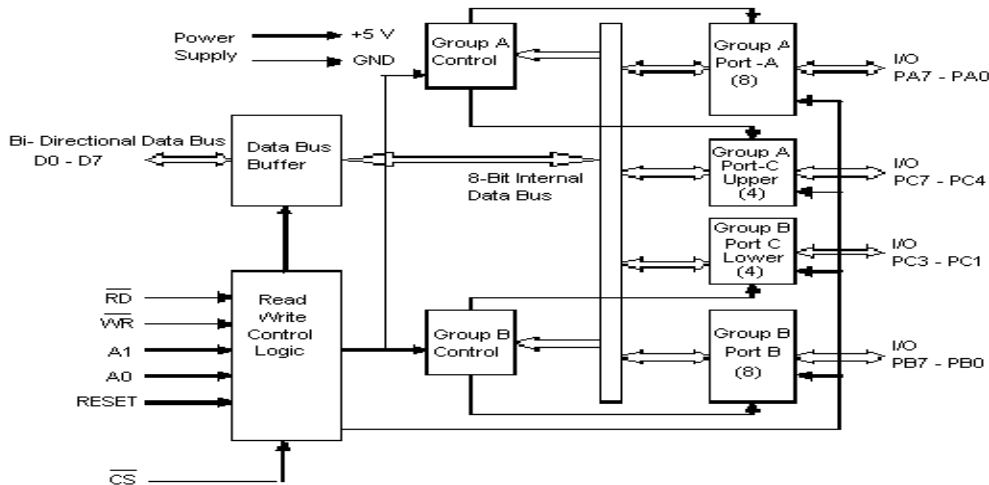 Power
Supply
+5 V
GND
Group A
Control
Group A
Port -A
(8)
I/O
PA7 - PA0
Bi- Directional Data Bus
D0 - D7
Data Bus
Buffer
8-Bit Internal
Data Bus
Group A
Port-C
Upper
(4)
I/O
PC7 - PC4
Group B
Port C
Lower
(4)
I/O
PC3 - PC1
RD
WR
A1
A0
RESET
CS
Read
Write
Control
Logic
Group B
Control
Group B
Port B
(8)
I/O
PB7 - PB0